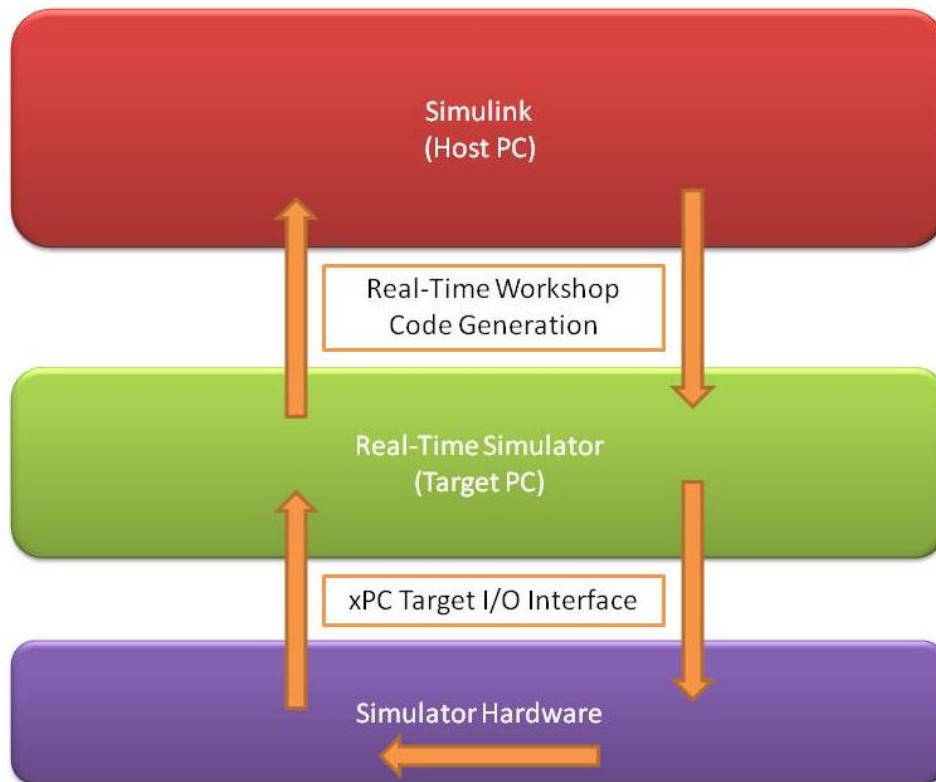 Simulink
(Host PC)
Real-Time Workshop
Code Generation
Real-Time Simulator
(Target PC)
xPC Target I/O Interface
Simulator Hardware